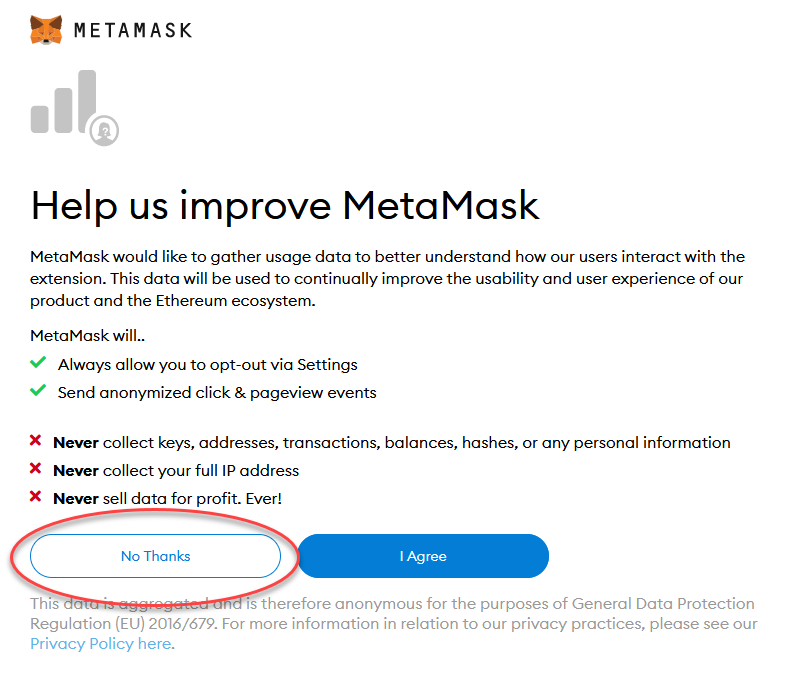 METAMASK
Help us improve MetaMask
MetaMask would like to gather usage data to better understand how our users interact with the
extension. This data will be used to continually improve the usability and user experience of our
product and the Ethereum ecosystem.
MetaMask will..
Always allow you to opt-out via Settings
Send anonymized click & pageview events
Never collect keys, addresses, transactions, balances, hashes, or any personal information
Never collect your full IP address
Never sell data for profit. Ever!
No Thanks
I Agree
This data is aggregated and is therefore anonymous for the purposes of General Data Protection
Regulation (EU) 2016/679. For more information in relation to our privacy practices, please see our
Privacy Policy here.